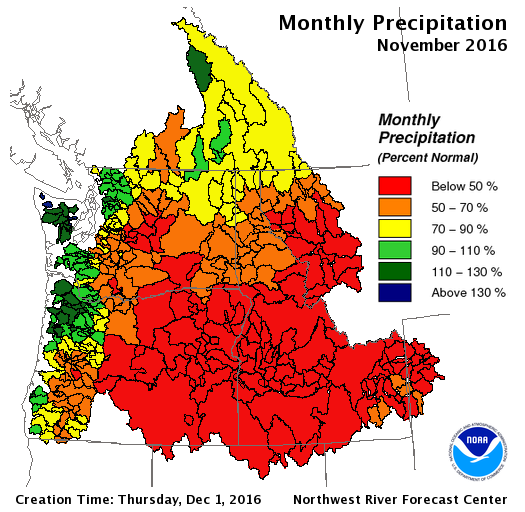 Monthly Precipitation
November 2016
Monthly
Precipitation
(Percent Normal)
Below 50 %
50 – 70 %
70 – 90 %
90 – 110 %
110 – 130 %
Above 130 %
NOAA
Creation Time: Thursday, Dec 1, 2016
Northwest River Forecast Center